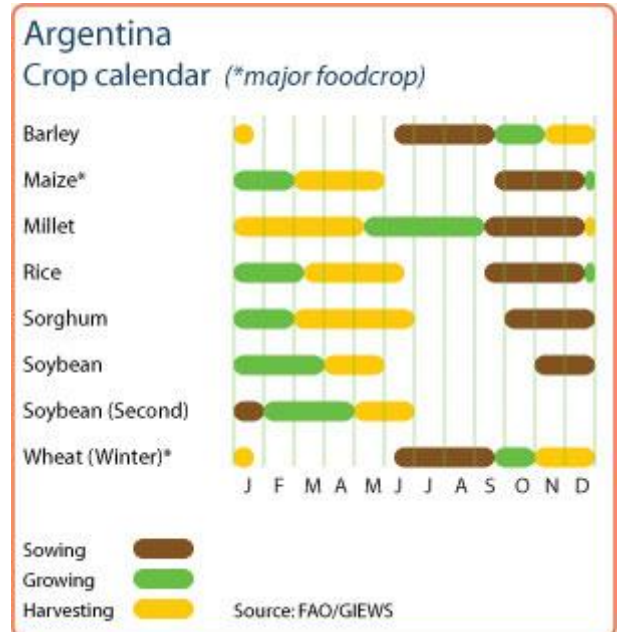 Argentina
Crop calendar (*major foodcrop)
Barley
Maize*
Millet
Rice
Sorghum
Soybean
Soybean (Second)
Wheat (Winter)*
J F M A M J J A S O N D
Sowing
Growing
Harvesting Source: FAO/GIEWS